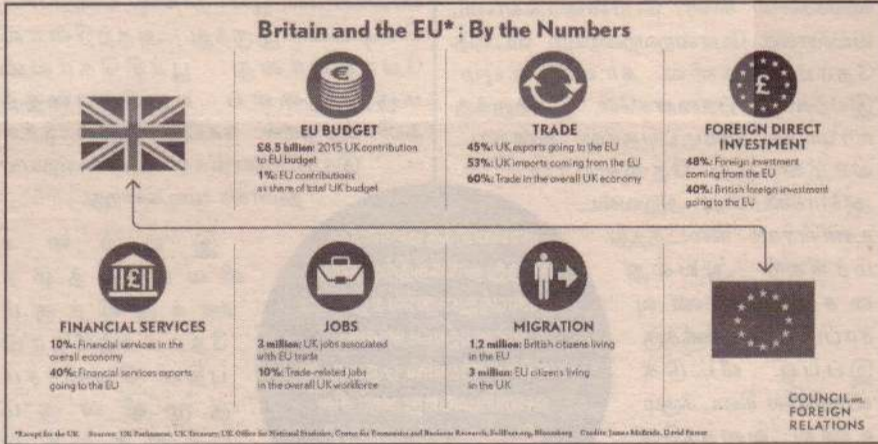 Britain and the EU*: By the Numbers
EU BUDGET
£8.5 billion: 2015 UK contribution
to EU budget
1%: EU contributions
as share of total UK budget
TRADE
45%: UK exports going to the EU
53%: UK imports coming from the EU
60%: Trade in the overall UK economy
FOREIGN DIRECT
INVESTMENT
48%: Foreign investment
coming from the EU
40%: British foreign investment
going to the EU
FINANCIAL SERVICES
10%: Financial services in the
overall economy
40%: Financial services exports
going to the EU
JOBS
3 million: UK jobs associated
with EU trade
10%: Trade-related jobs
in the overall UK workforce
MIGRATION
1.2 million: British citizens living
in the EU
3 million: EU citizens living
in the UK
COUNCIL on
FOREIGN
RELATIONS
*Except for the UK. Sources: UK Parliament, UK Treasury, UK Office for National Statistics, Centre for Economics and Business Research, FullFact.org, Bloomberg Credits: James McBride,